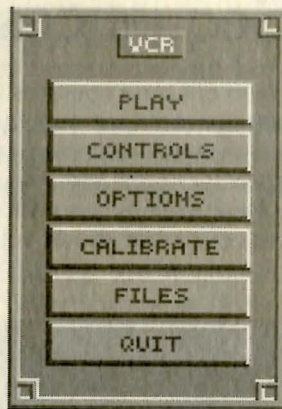 VCR
PLAY
CONTROLS
OPTIONS
CALIBRATE
FILES
QUIT